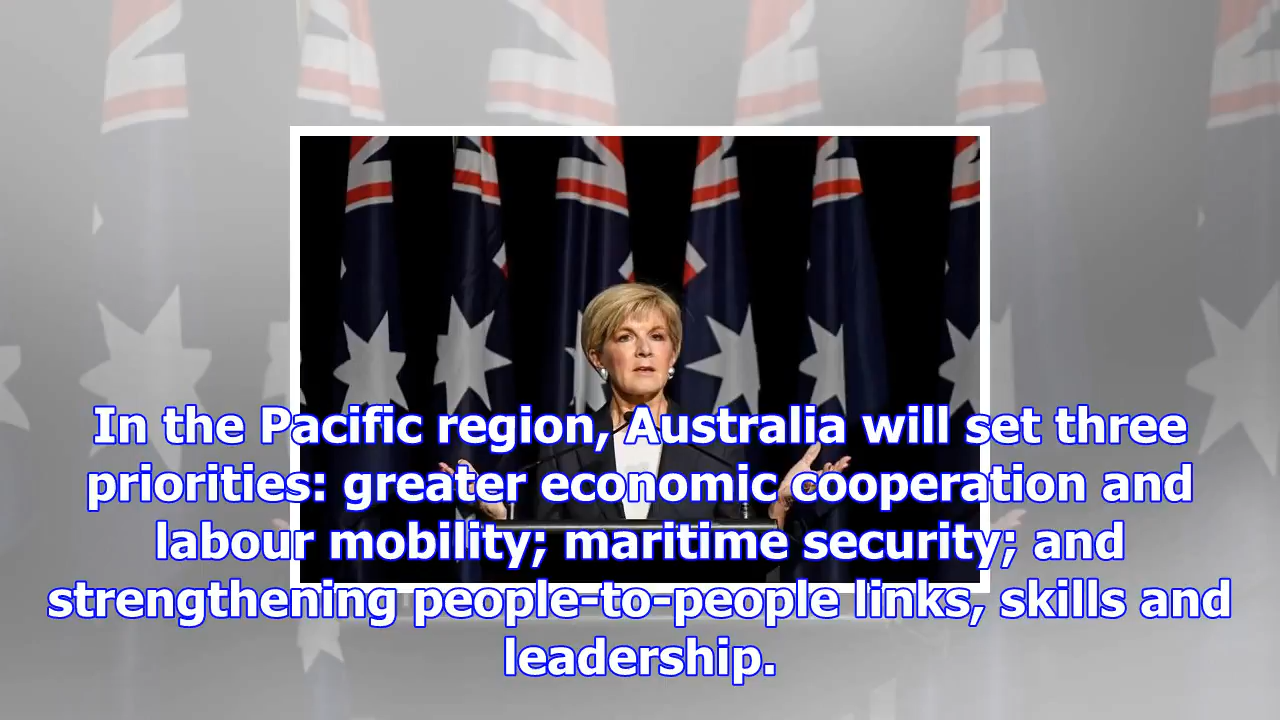 In the Pacific region, Australia will set three
priorities: greater economic cooperation and
labour mobility; maritime security; and
strengthening people-to-people links, skills and
leadership.